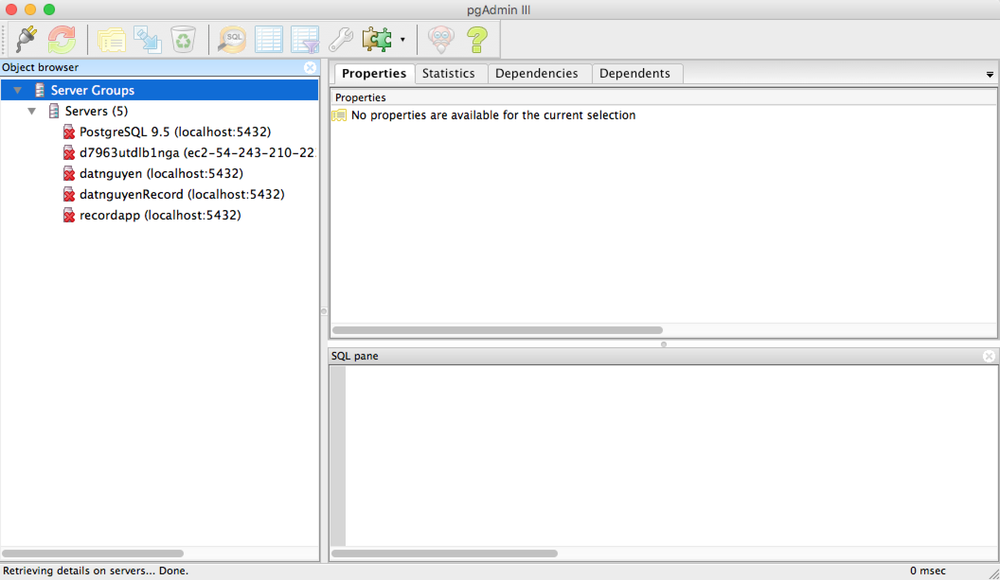 pgAdmin III
SQL
Object browser
Server Groups
Servers (5)
PostgreSQL 9.5 (localhost:5432)
d7963utdlb1nga (ec2-54-243-210-22
datnguyen (localhost:5432)
datnguyenRecord (localhost:5432)
recordapp (localhost:5432)
Properties Statistics Dependencies Dependents
Properties
No properties are available for the current selection
SQL pane
Retrieving details on servers... Done.
0 msec